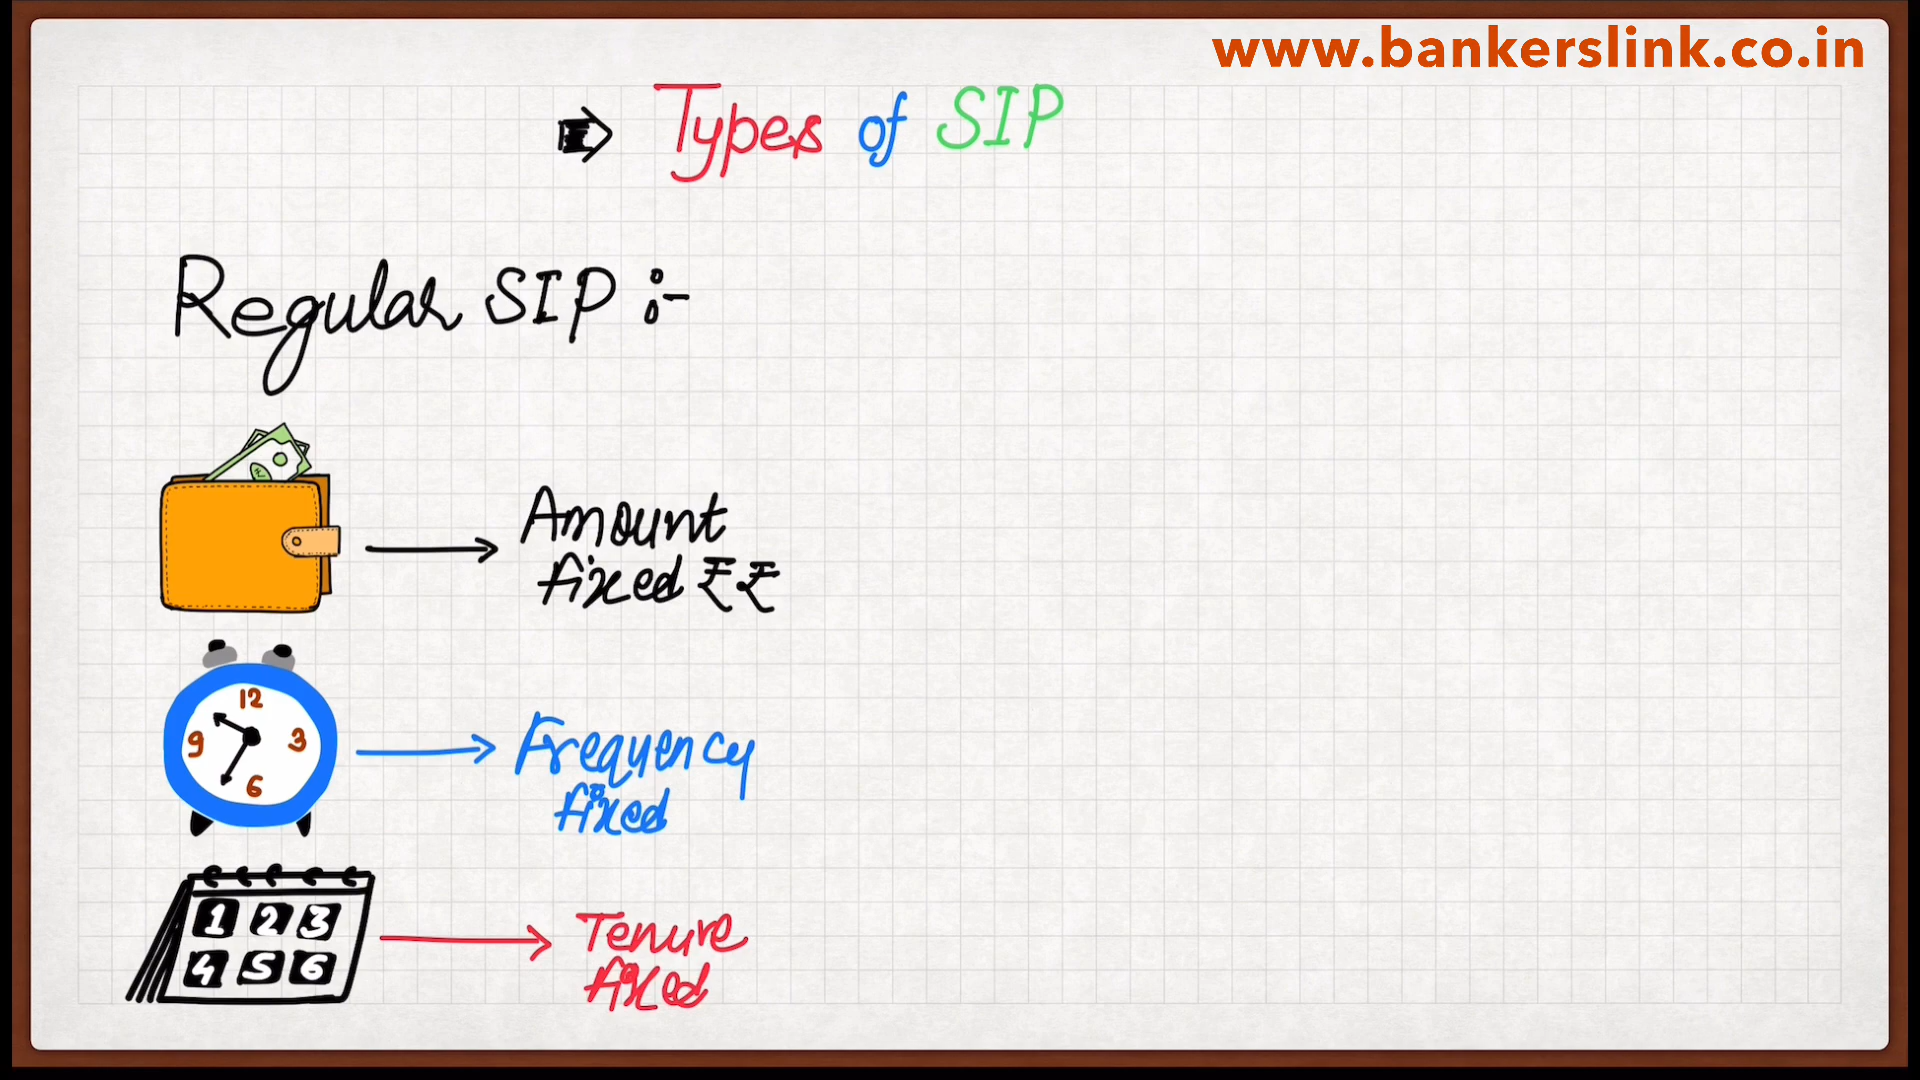 www.bankerslink.co.in
Types of SIP
Regular SIP :-
Amount
fixed ₹₹
12
9 3
6
Frequency
fixed
1 2 3
4 5 6
Tenure
fixed